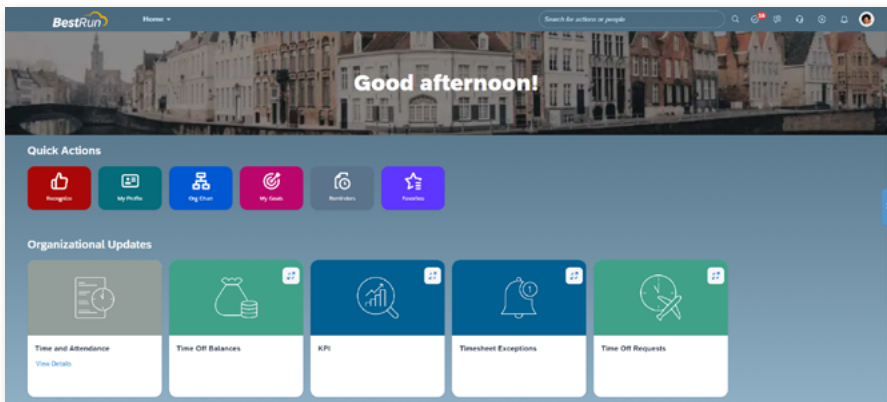 BestRun
Home
Search for actions or people
Good afternoon!
Quick Actions
Recognize
My Profile
Org Chart
My Goals
Reminders
Favorites
Organizational Updates
Time and Attendance
View Details
Time Off Balances
KPI
Timesheet Exceptions
Time Off Requests